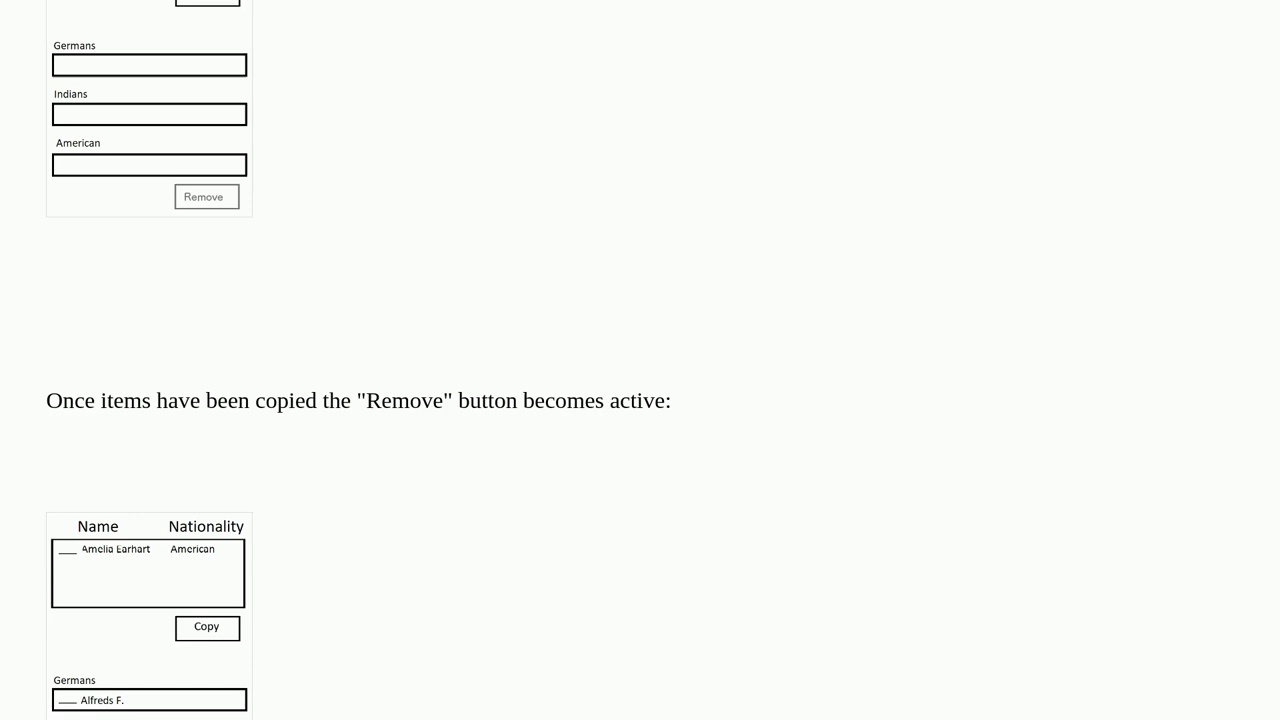 Germans
Indians
American
Remove
Once items have been copied the "Remove" button becomes active:
Name Nationality
Amelia Earhart American
Copy
Germans
Alfreds F.